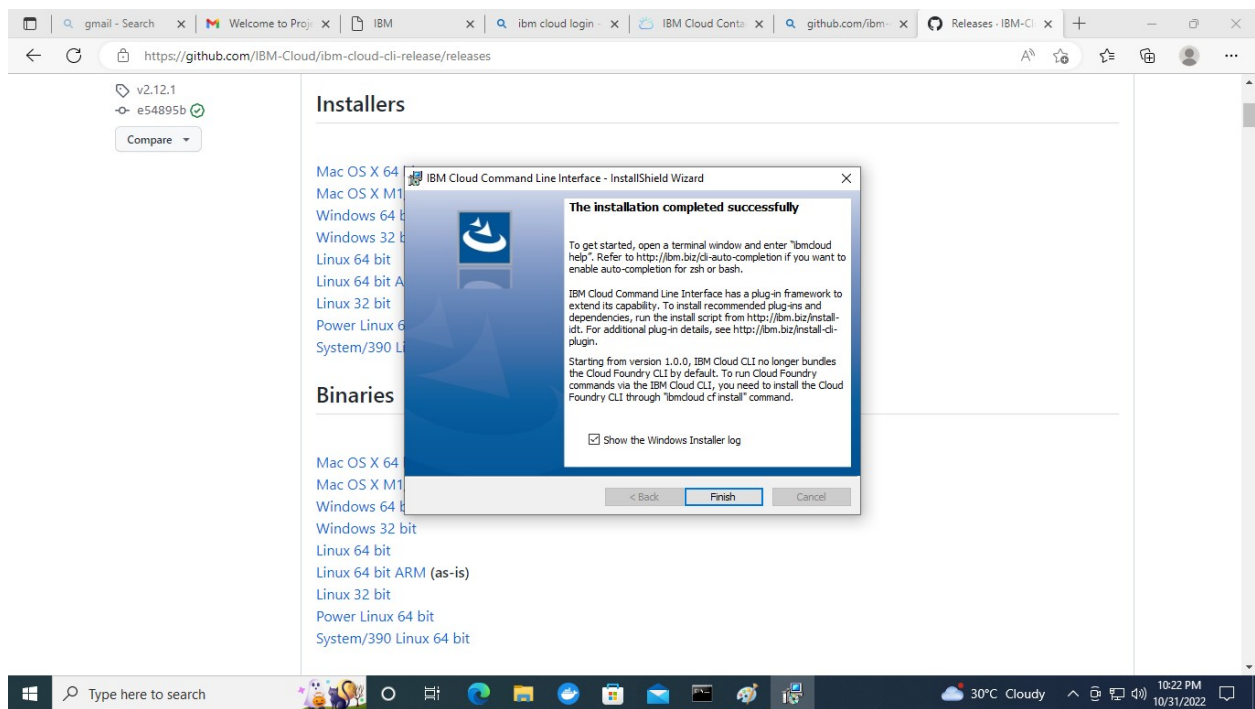 gmail - Search
Welcome to Proje
IBM
ibm cloud login -
IBM Cloud Conta
github.com/ibm-
Releases · IBM-Cl
https://github.com/IBM-Cloud/ibm-cloud-cli-release/releases
v2.12.1
e54895b
Compare
Installers
Mac OS X 64
Mac OS X M1
Windows 64 b
Windows 32 b
Linux 64 bit
Linux 64 bit A
Linux 32 bit
Power Linux 6
System/390 Li
Binaries
Mac OS X 64
Mac OS X M1
Windows 64 b
Windows 32 bit
Linux 64 bit
Linux 64 bit ARM (as-is)
Linux 32 bit
Power Linux 64 bit
System/390 Linux 64 bit
IBM Cloud Command Line Interface - InstallShield Wizard
The installation completed successfully
To get started, open a terminal window and enter "ibmcloud
help". Refer to http://ibm.biz/cli-auto-completion if you want to
enable auto-completion for zsh or bash.
IBM Cloud Command Line Interface has a plug-in framework to
extend its capability. To install recommended plug-ins and
dependencies, run the install script from http://ibm.biz/install-
idt. For additional plug-in details, see http://ibm.biz/install-cli-
plugin.
Starting from version 1.0.0, IBM Cloud CLI no longer bundles
the Cloud Foundry CLI by default. To run Cloud Foundry
commands via the IBM Cloud CLI, you need to install the Cloud
Foundry CLI through "ibmcloud cf install" command.
Show the Windows Installer log
< Back
Finish
Cancel
Type here to search
30°C Cloudy
10:22 PM
10/31/2022